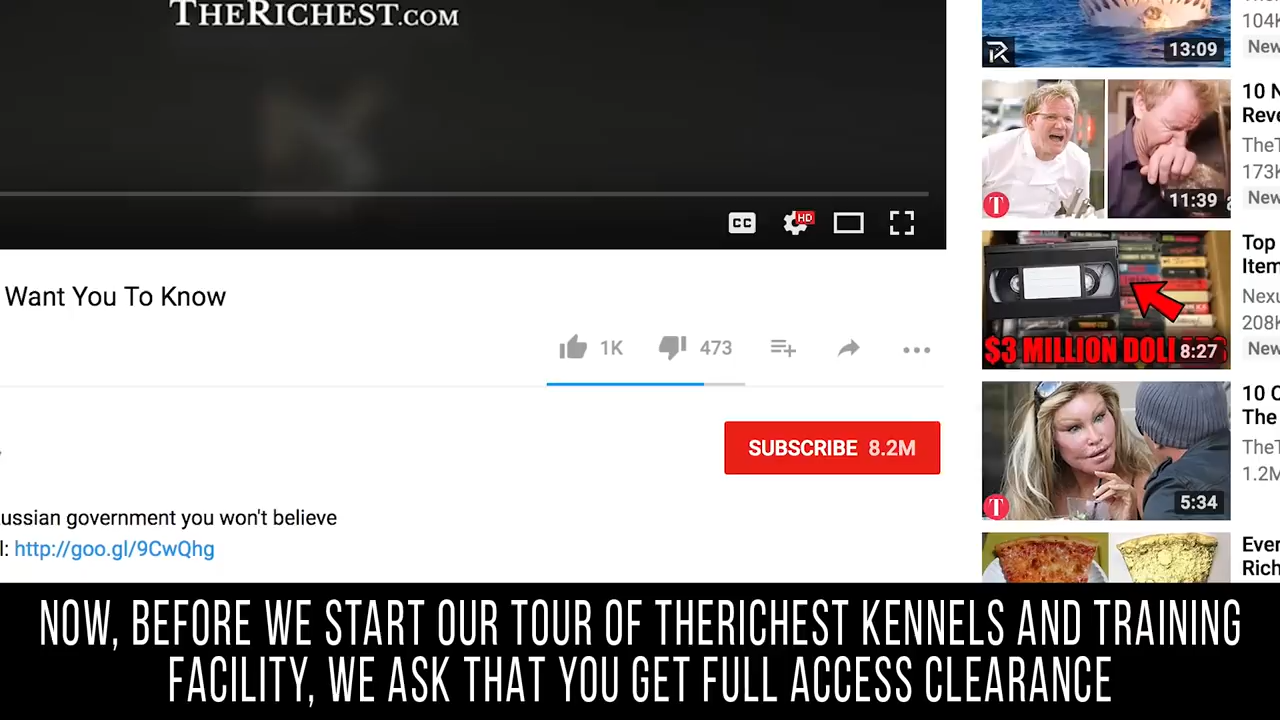 THERICHEST.COM
13:09
104K
New
CC
HD
11:39
10 N
Reve
TheT
173K
New
Want You To Know
$3 MILLION DOLL
8:27
Top
Item
Nexu
208K
New
1K
473
SUBSCRIBE 8.2M
5:34
10 C
The
TheT
1.2M
ussian government you won't believe
l: http://goo.gl/9CwQhg
Ever
Rich
NOW, BEFORE WE START OUR TOUR OF THERICHEST KENNELS AND TRAINING
FACILITY, WE ASK THAT YOU GET FULL ACCESS CLEARANCE